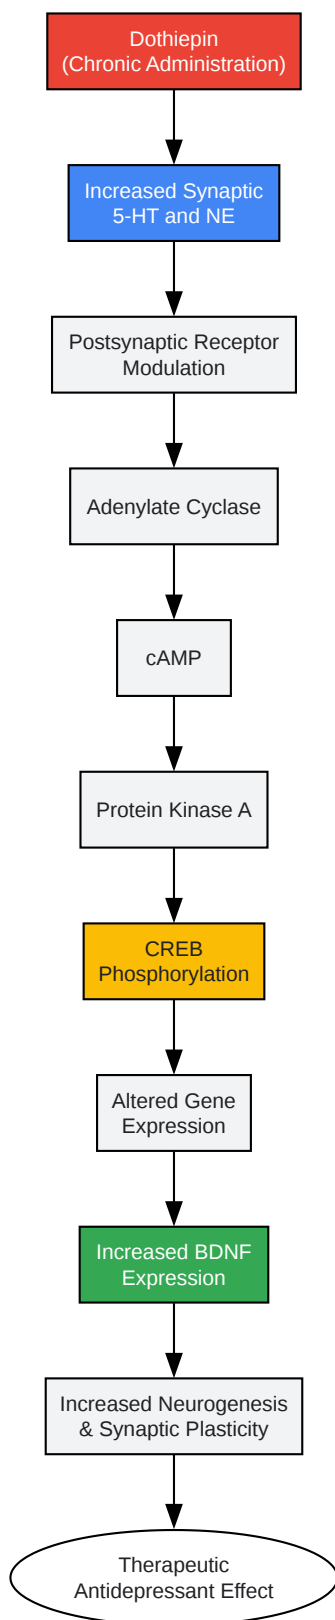 Dothiepin
(Chronic Administration)
Increased Synaptic
5-HT and NE
Postsynaptic Receptor
Modulation
Adenylate Cyclase
cAMP
Protein Kinase A
CREB
Phosphorylation
Altered Gene
Expression
Increased BDNF
Expression
Increased Neurogenesis
& Synaptic Plasticity
Therapeutic
Antidepressant Effect